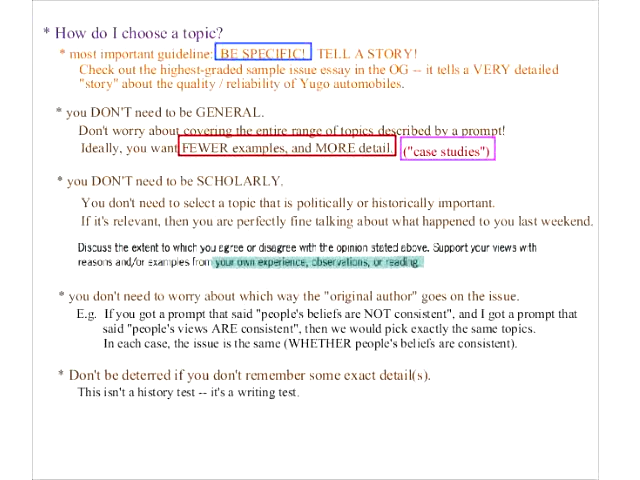 * How do I choose a topic?
* most important guideline: BE SPECIFIC! TELL A STORY!
Check out the highest-graded sample issue essay in the OG -- it tells a VERY detailed
"story" about the quality / reliability of Yugo automobiles.
* you DON'T need to be GENERAL.
Don't worry about covering the entire range of topics described by a prompt!
Ideally, you want FEWER examples, and MORE detail. ("case studies")
* you DON'T need to be SCHOLARLY.
You don't need to select a topic that is politically or historically important.
If it's relevant, then you are perfectly fine talking about what happened to you last weekend.
Discuss the extent to which you agree or disagree with the opinion stated above. Support your views with
reasons and/or examples from your own experience, observations, or reading.
* you don't need to worry about which way the "original author" goes on the issue.
E.g. If you got a prompt that said "people's beliefs are NOT consistent", and I got a prompt that
said "people's views ARE consistent", then we would pick exactly the same topics.
In each case, the issue is the same (WHETHER people's beliefs are consistent).
* Don't be deterred if you don't remember some exact detail(s).
This isn't a history test -- it's a writing test.